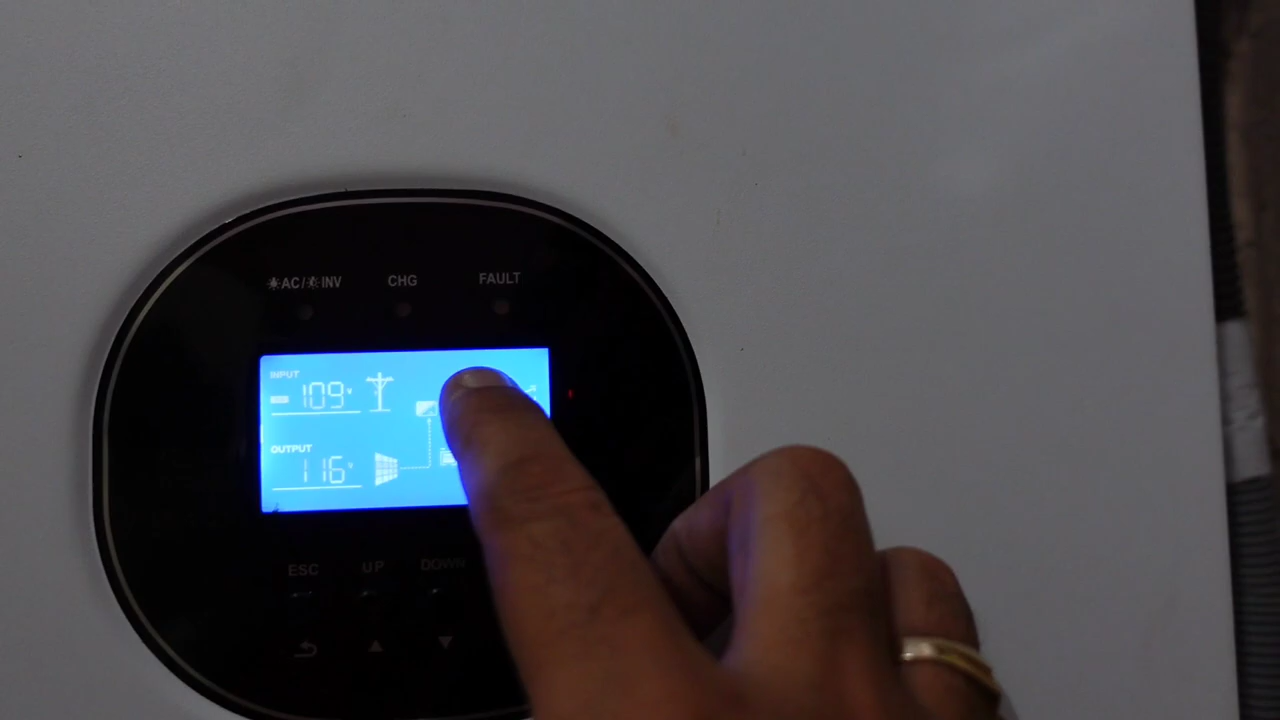 AC/INV CHG FAULT
INPUT
109 V
OUTPUT
116 V
ESC UP DOWN